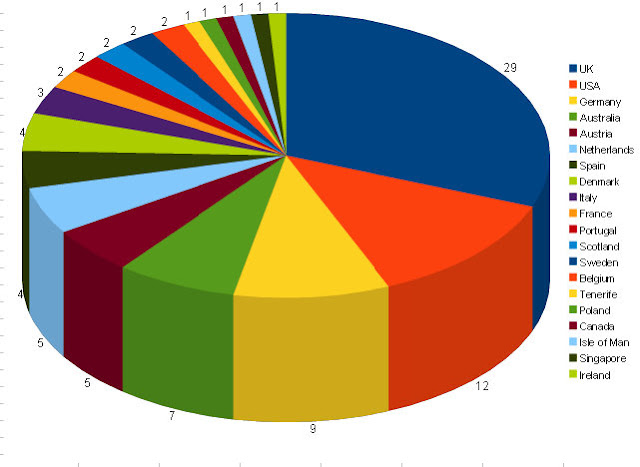 29
12
9
7
5
5
4
4
3
2
2
2
2
2
1
1
1
1
1
1
UK
USA
Germany
Australia
Austria
Netherlands
Spain
Denmark
Italy
France
Portugal
Scotland
Sweden
Belgium
Tenerife
Poland
Canada
Isle of Man
Singapore
Ireland